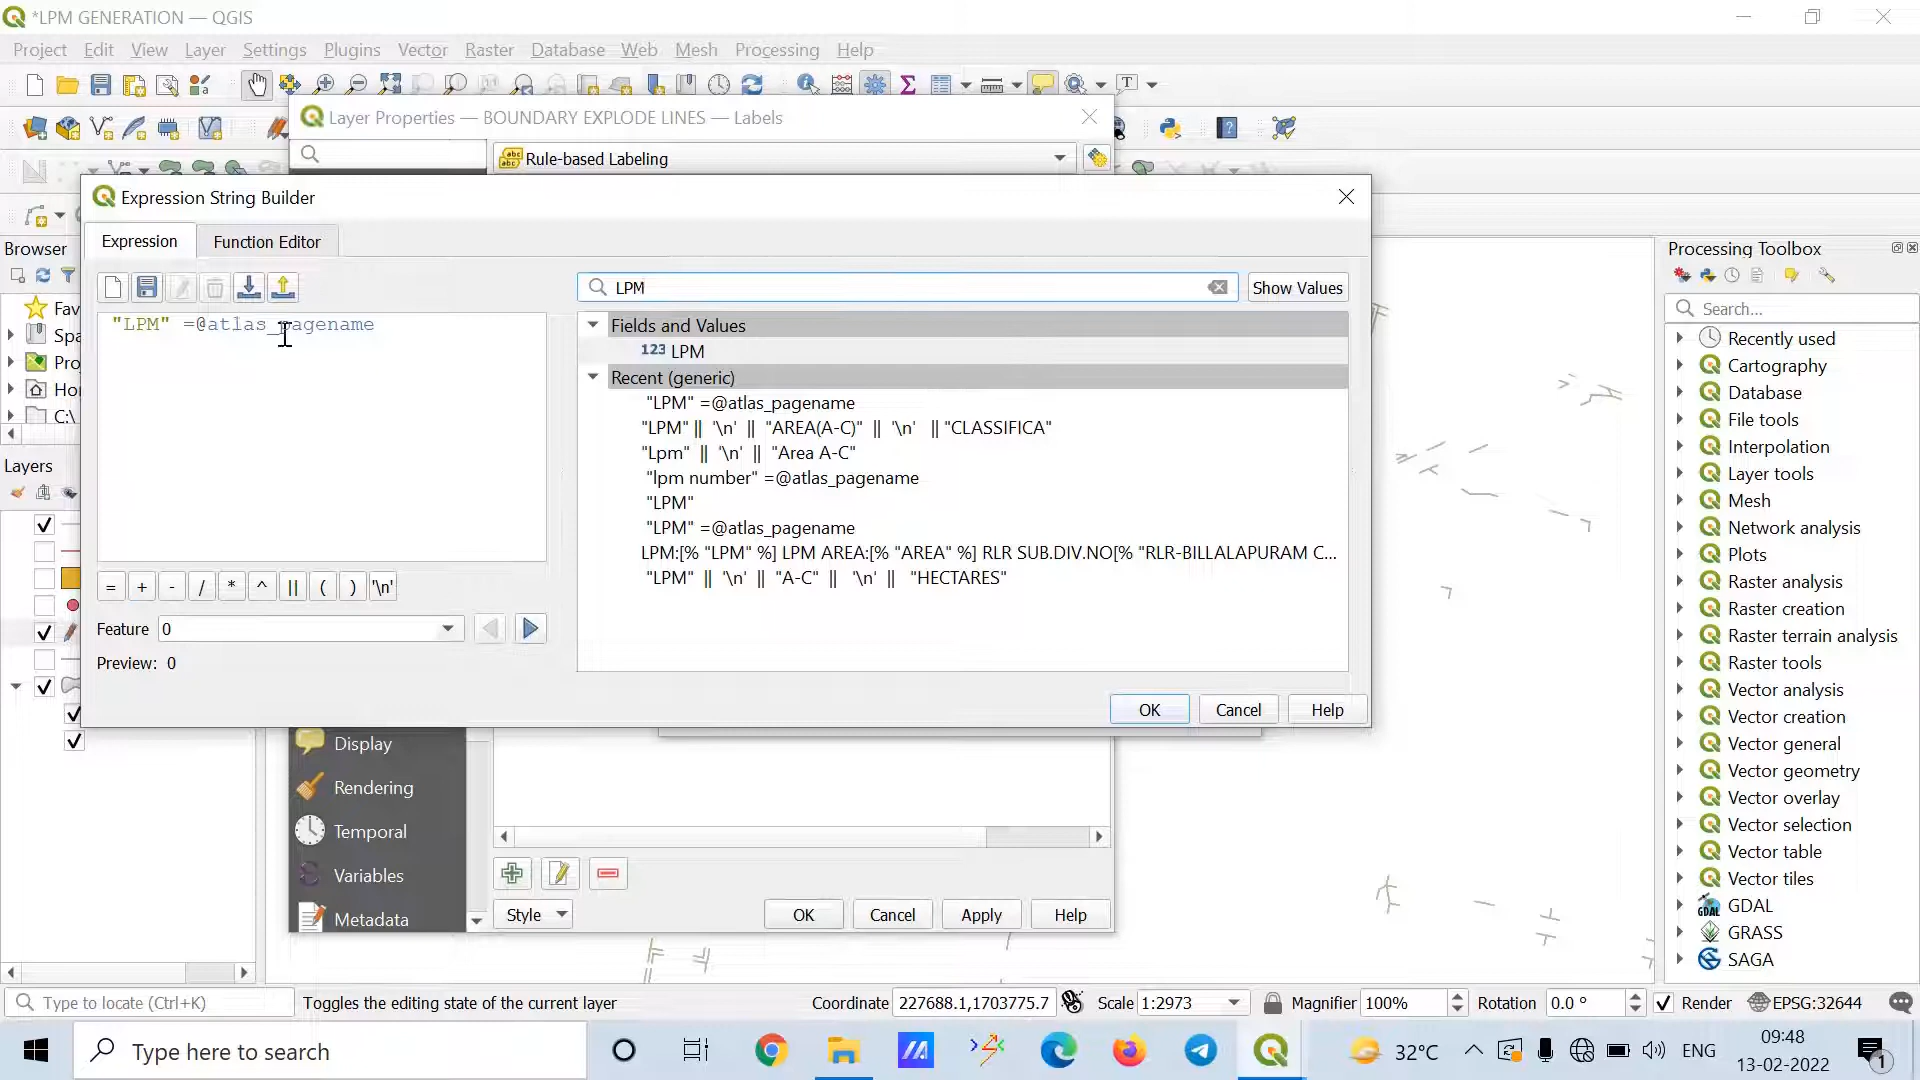 *LPM GENERATION — QGIS
Project Edit View Layer Settings Plugins Vector Raster Database Web Mesh Processing Help
Layer Properties — BOUNDARY EXPLODE LINES — Labels
Rule-based Labeling
Expression String Builder
Expression Function Editor
LPM
Show Values
"LPM" =@atlas_pagename
Fields and Values
123 LPM
Recent (generic)
"LPM" =@atlas_pagename
"LPM" || '\n' || "AREA(A-C)" || '\n' || "CLASSIFICA"
"Lpm" || '\n' || "Area A-C"
"lpm number" =@atlas_pagename
"LPM"
"LPM" =@atlas_pagename
LPM:[% "LPM" %] LPM AREA:[% "AREA" %] RLR SUB.DIV.NO[% "RLR-BILLALAPURAM C...
"LPM" || '\n' || "A-C" || '\n' || "HECTARES"
= + - / * ^ || ( ) '\n'
Feature 0
Preview: 0
OK Cancel Help
Browser
Fav
Spa
Pro
Ho
C:\
Layers
Display
Rendering
Temporal
Variables
Metadata
Style
OK Cancel Apply Help
Processing Toolbox
Search...
Recently used
Cartography
Database
File tools
Interpolation
Layer tools
Mesh
Network analysis
Plots
Raster analysis
Raster creation
Raster terrain analysis
Raster tools
Vector analysis
Vector creation
Vector general
Vector geometry
Vector overlay
Vector selection
Vector table
Vector tiles
GDAL
GRASS
SAGA
Type to locate (Ctrl+K) Toggles the editing state of the current layer Coordinate 227688.1,1703775.7 Scale 1:2973 Magnifier 100% Rotation 0.0 ° Render EPSG:32644
Type here to search
32°C
ENG
09:48
13-02-2022
1